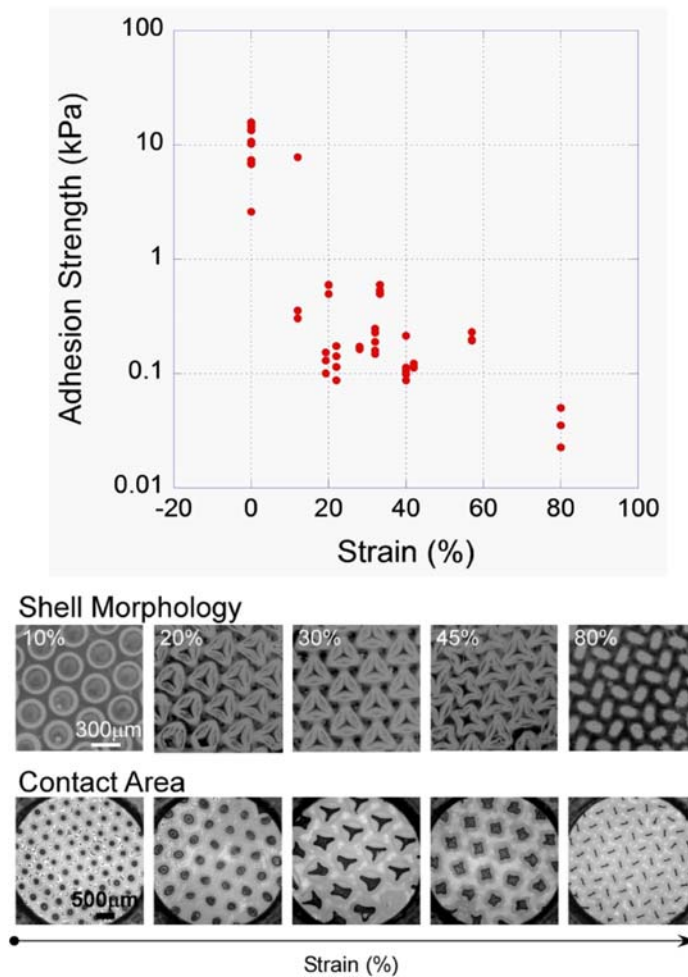 100
10
1
0.1
0.01
Adhesion Strength (kPa)
-20 0 20 40 60 80 100
Strain (%)
Shell Morphology
10% 20% 30% 45% 80%
300μm
Contact Area
500μm
Strain (%)